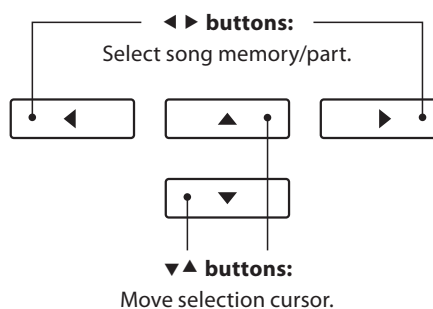 ◀ ▶ buttons:
Select song memory/part.
◀
▲
▶
▼
▼▲ buttons:
Move selection cursor.